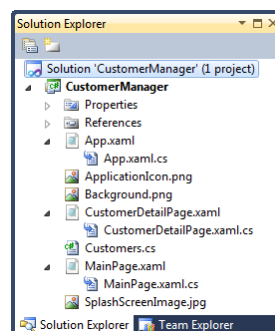 Solution Explorer
Solution 'CustomerManager' (1 project)
CustomerManager
Properties
References
App.xaml
App.xaml.cs
ApplicationIcon.png
Background.png
CustomerDetailPage.xaml
CustomerDetailPage.xaml.cs
Customers.cs
MainPage.xaml
MainPage.xaml.cs
SplashScreenImage.jpg
Solution Explorer Team Explorer